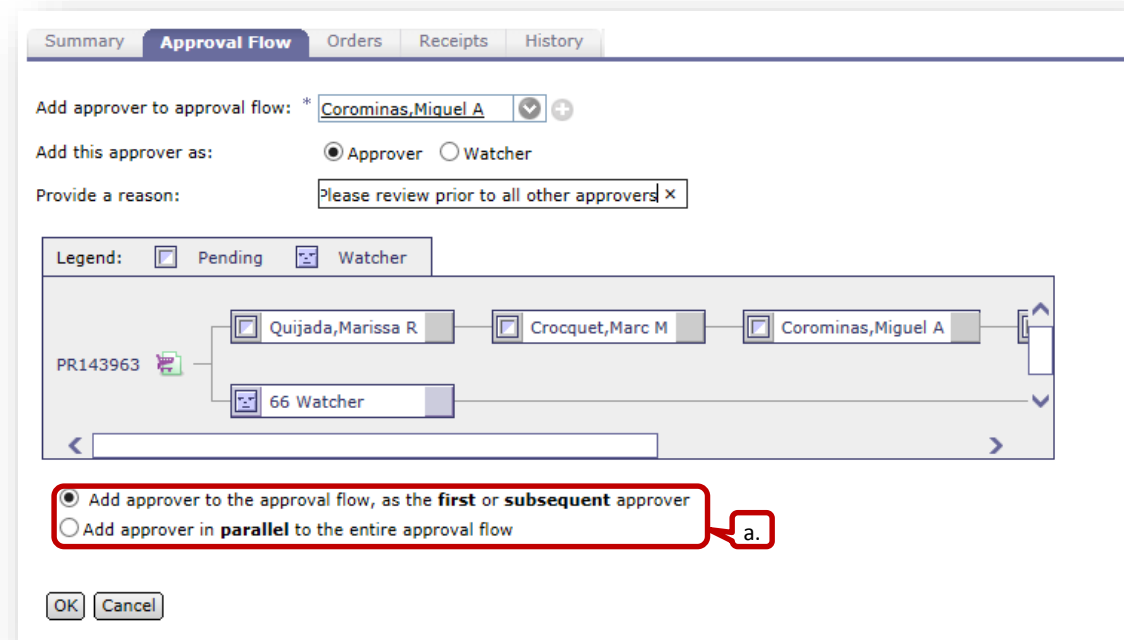 Summary Approval Flow Orders Receipts History
Add approver to approval flow: * Corominas,Miguel A
Add this approver as: Approver Watcher
Provide a reason: Please review prior to all other approvers ×
Legend: Pending Watcher
Quijada,Marissa R Crocquet,Marc M Corominas,Miguel A
PR143963
66 Watcher
Add approver to the approval flow, as the first or subsequent approver
Add approver in parallel to the entire approval flow
a.
OK Cancel